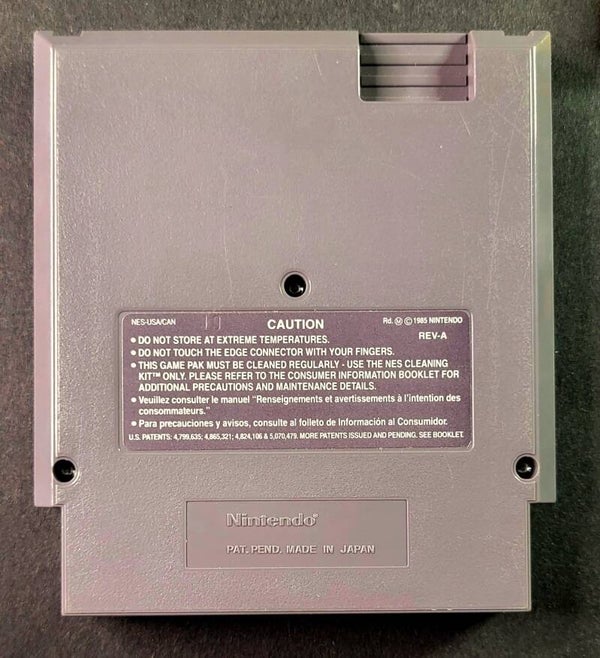 NES-USA/CAN
10
CAUTION
Rd. Ⓜ © 1985 NINTENDO
REV-A
• DO NOT STORE AT EXTREME TEMPERATURES.
• DO NOT TOUCH THE EDGE CONNECTOR WITH YOUR FINGERS.
• THIS GAME PAK MUST BE CLEANED REGULARLY - USE THE NES CLEANING
KIT™ ONLY. PLEASE REFER TO THE CONSUMER INFORMATION BOOKLET FOR
ADDITIONAL PRECAUTIONS AND MAINTENANCE DETAILS.
• Veuillez consulter le manuel "Renseignements et avertissements à l'intention des
consommateurs."
• Para precauciones y avisos, consulte al folleto de Información al Consumidor.
U.S. PATENTS: 4,799,635; 4,865,321; 4,824,106 & 5,070,479. MORE PATENTS ISSUED AND PENDING. SEE BOOKLET.
Nintendo®
PAT. PEND. MADE IN JAPAN